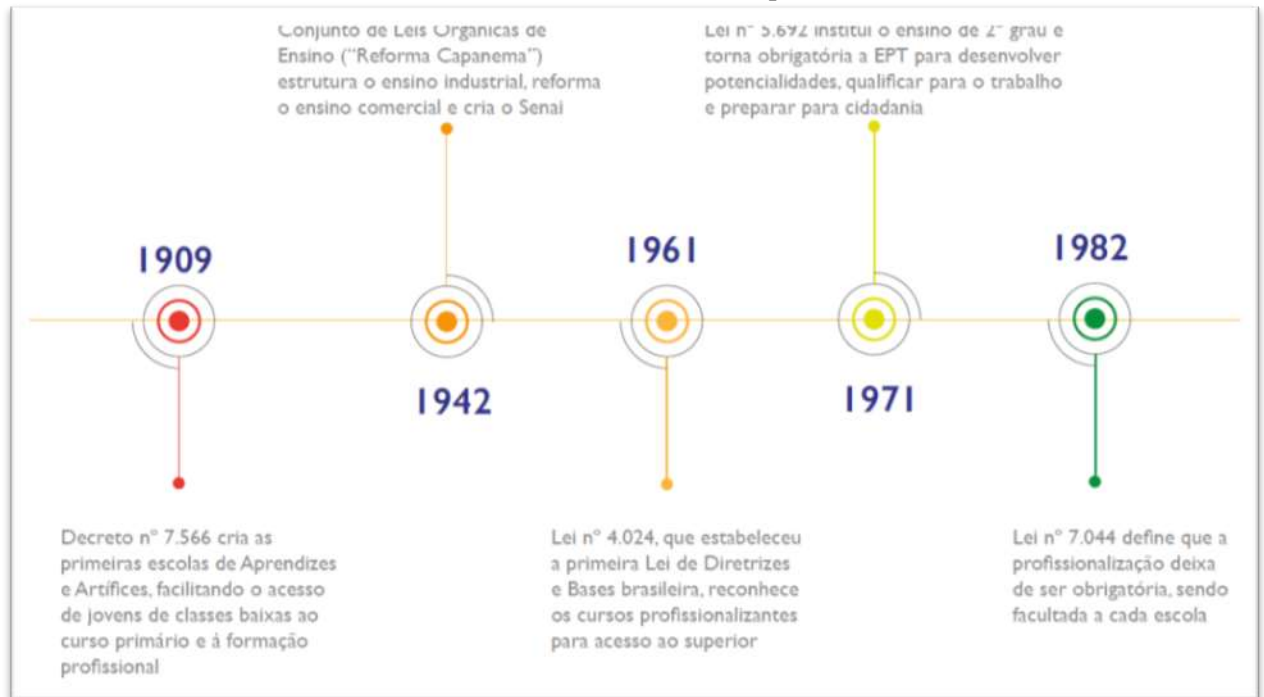 Conjunto de Leis Orgânicas de
Ensino ("Reforma Capanema")
estrutura o ensino industrial, reforma
o ensino comercial e cria o Senai
Lei nº 5.692 institui o ensino de 2º grau e
torna obrigatória a EPT para desenvolver
potencialidades, qualificar para o trabalho
e preparar para cidadania
1909
1942
1961
1971
1982
Decreto nº 7.566 cria as
primeiras escolas de Aprendizes
e Artífices, facilitando o acesso
de jovens de classes baixas ao
curso primário e á formação
profissional
Lei nº 4.024, que estabeleceu
a primeira Lei de Diretrizes
e Bases brasileira, reconhece
os cursos profissionalizantes
para acesso ao superior
Lei nº 7.044 define que a
profissionalização deixa
de ser obrigatória, sendo
facultada a cada escola